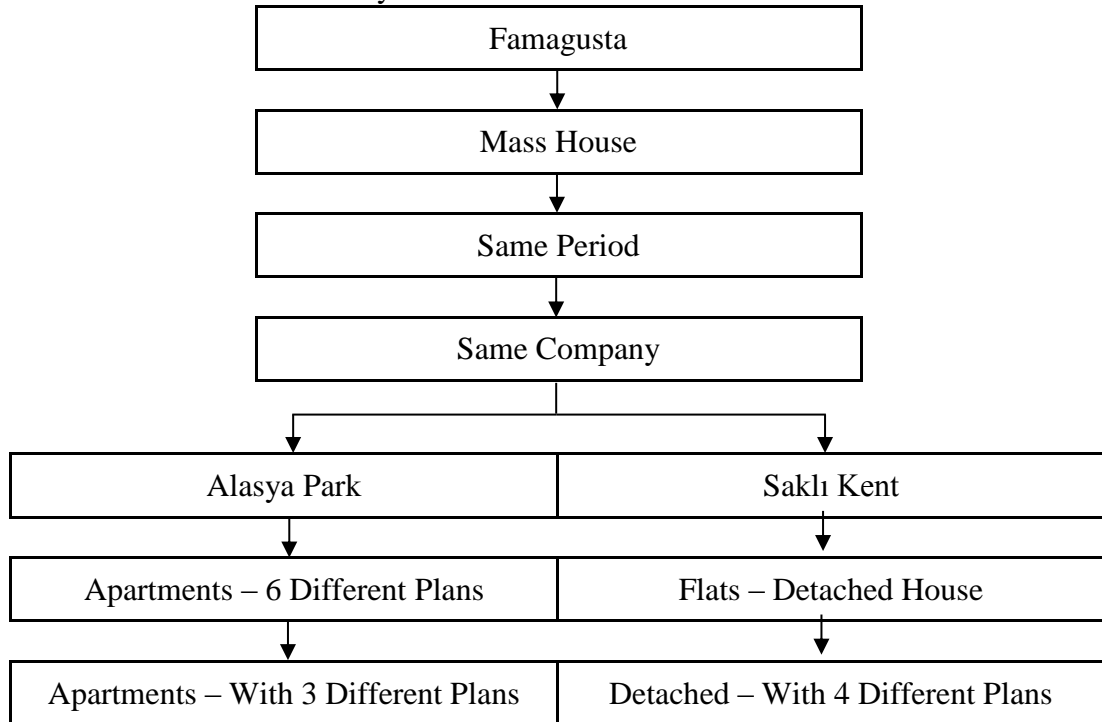 Famagusta
Mass House
Same Period
Same Company
Alasya Park
Saklı Kent
Apartments – 6 Different Plans
Flats – Detached House
Apartments – With 3 Different Plans
Detached – With 4 Different Plans